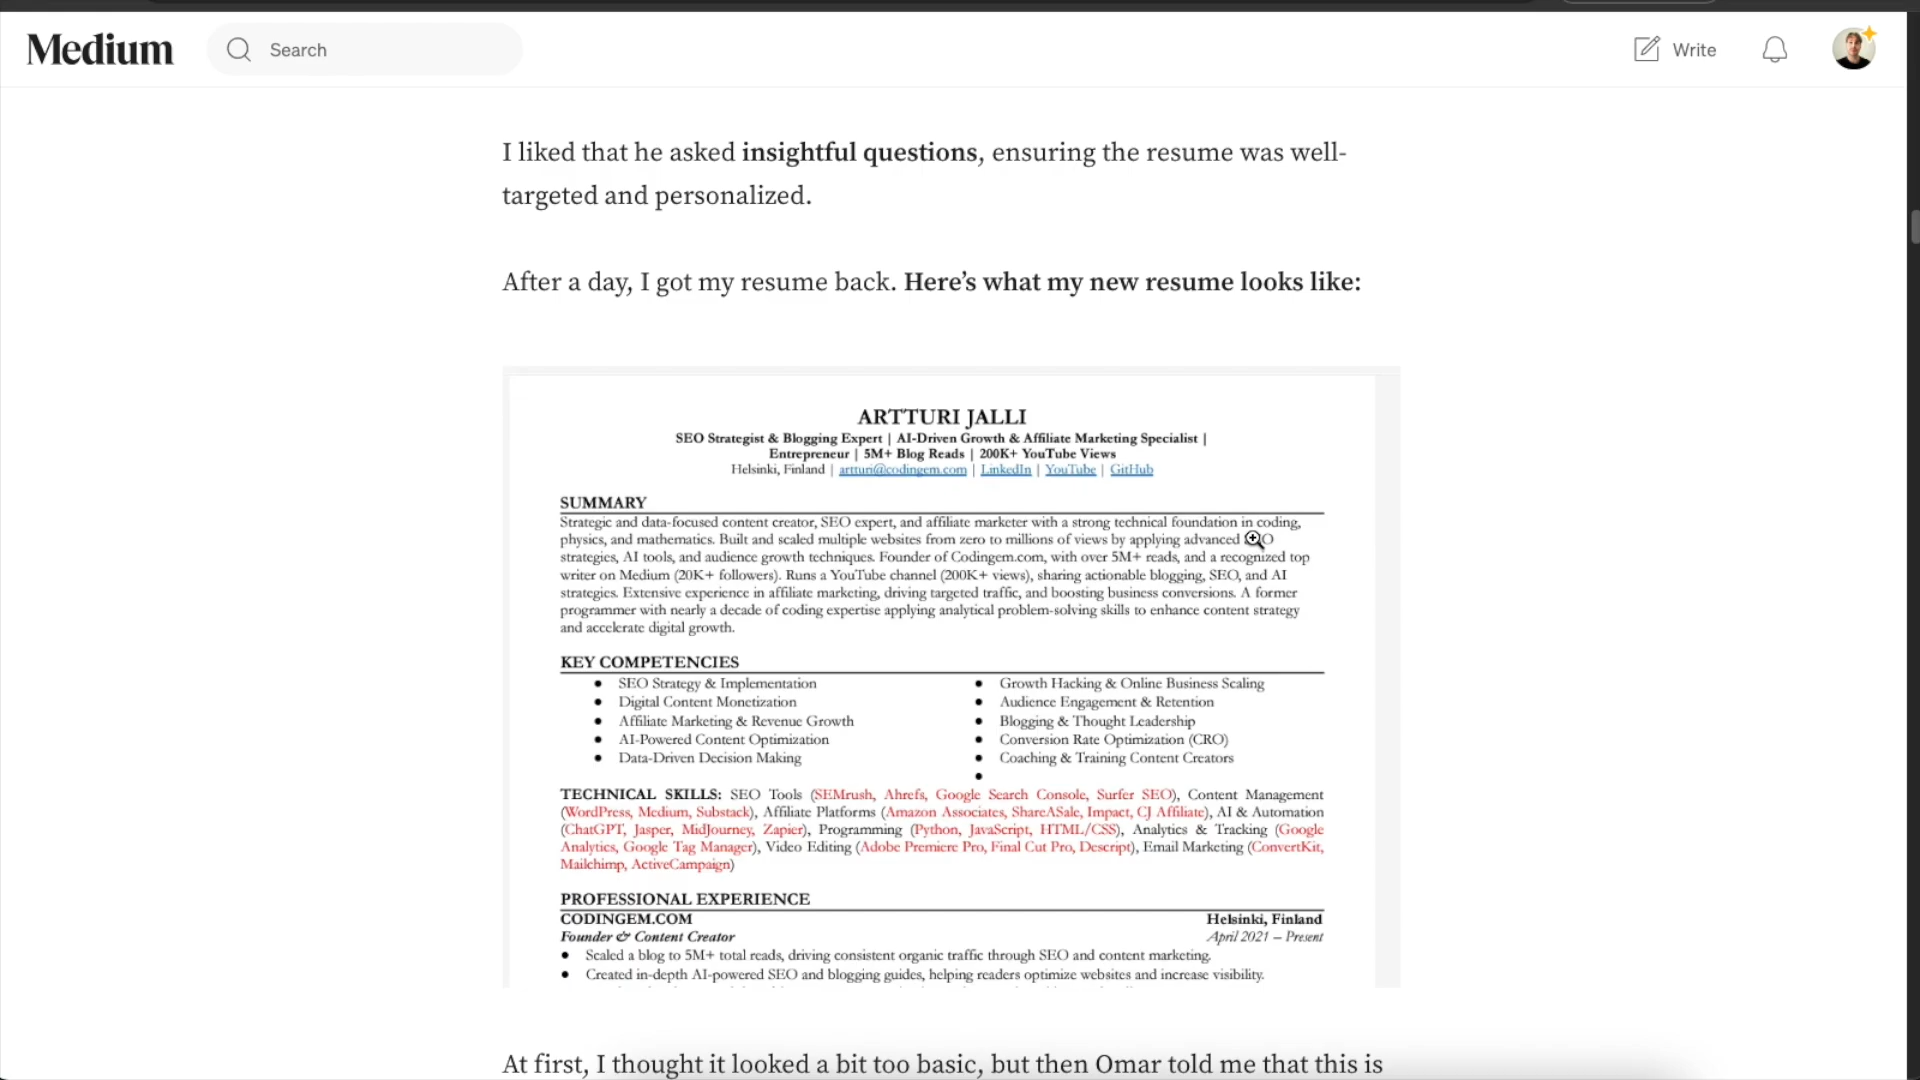 Medium
Search
Write
I liked that he asked insightful questions, ensuring the resume was well-
targeted and personalized.
After a day, I got my resume back. Here’s what my new resume looks like:
ARTTURI JALLI
SEO Strategist & Blogging Expert | AI-Driven Growth & Affiliate Marketing Specialist |
Entrepreneur | 5M+ Blog Reads | 200K+ YouTube Views
Helsinki, Finland | artturi@codingem.com | LinkedIn | YouTube | GitHub
SUMMARY
Strategic and data-focused content creator, SEO expert, and affiliate marketer with a strong technical foundation in coding,
physics, and mathematics. Built and scaled multiple websites from zero to millions of views by applying advanced SEO
strategies, AI tools, and audience growth techniques. Founder of Codingem.com, with over 5M+ reads, and a recognized top
writer on Medium (20K+ followers). Runs a YouTube channel (200K+ views), sharing actionable blogging, SEO, and AI
strategies. Extensive experience in affiliate marketing, driving targeted traffic, and boosting business conversions. A former
programmer with nearly a decade of coding expertise applying analytical problem-solving skills to enhance content strategy
and accelerate digital growth.
KEY COMPETENCIES
• SEO Strategy & Implementation
• Digital Content Monetization
• Affiliate Marketing & Revenue Growth
• AI-Powered Content Optimization
• Data-Driven Decision Making
• Growth Hacking & Online Business Scaling
• Audience Engagement & Retention
• Blogging & Thought Leadership
• Conversion Rate Optimization (CRO)
• Coaching & Training Content Creators
•
TECHNICAL SKILLS: SEO Tools (SEMrush, Ahrefs, Google Search Console, Surfer SEO), Content Management
(WordPress, Medium, Substack), Affiliate Platforms (Amazon Associates, ShareASale, Impact, CJ Affiliate), AI & Automation
(ChatGPT, Jasper, MidJourney, Zapier), Programming (Python, JavaScript, HTML/CSS), Analytics & Tracking (Google
Analytics, Google Tag Manager), Video Editing (Adobe Premiere Pro, Final Cut Pro, Descript), Email Marketing (ConvertKit,
Mailchimp, ActiveCampaign)
PROFESSIONAL EXPERIENCE
CODINGEM.COM Helsinki, Finland
Founder & Content Creator April 2021 – Present
• Scaled a blog to 5M+ total reads, driving consistent organic traffic through SEO and content marketing.
• Created in-depth AI-powered SEO and blogging guides, helping readers optimize websites and increase visibility.
At first, I thought it looked a bit too basic, but then Omar told me that this is